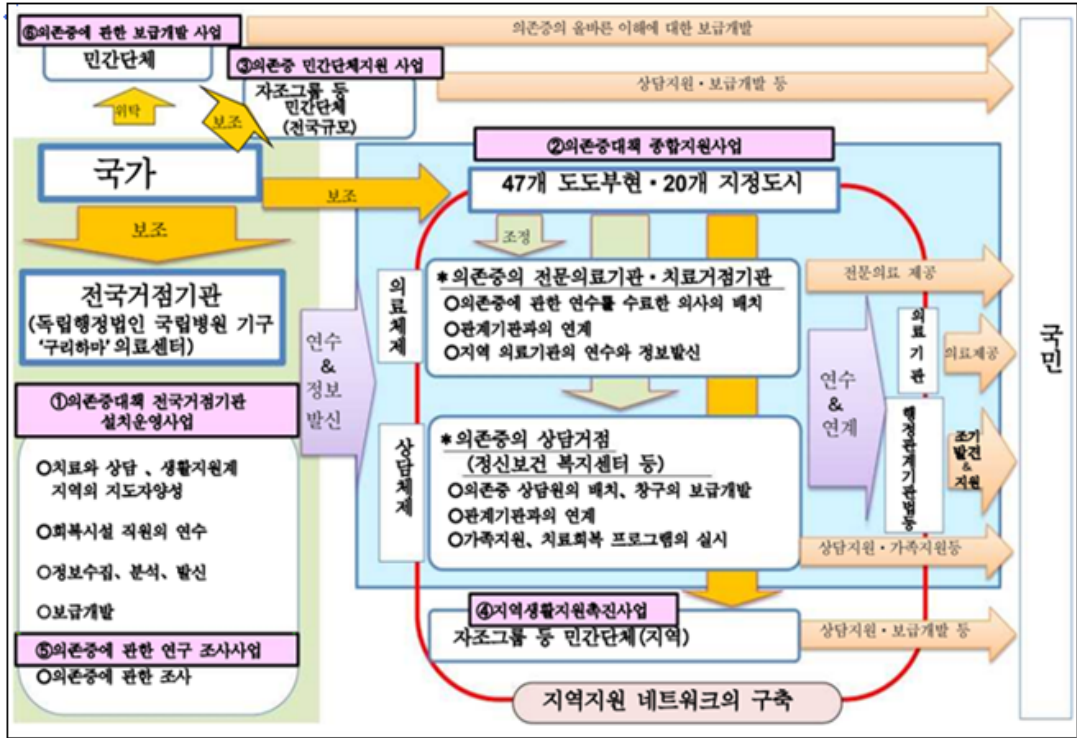 ⑥의존증에 관한 보급개발 사업
민간단체
의존증의 올바른 이해에 대한 보급개발
③의존증 민간단체지원 사업
자조그룹 등
민간단체
(전국규모)
상담지원・보급개발 등
위탁
보조
국가
보조
②의존증대책 종합지원사업
47개 도도부현・20개 지정도시
보조
조정
전국거점기관
(독립행정법인 국립병원 기구
‘구리하마’ 의료센터)
연수
&
정보
발신
의료체제
*의존증의 전문의료기관・치료거점기관
○의존증에 관한 연수를 수료한 의사의 배치
○관계기관과의 연계
○지역 의료기관의 연수와 정보발신
전문의료 제공
의료기관
의료제공
국민
연수
&
연계
①의존증대책 전국거점기관
설치운영사업
○치료와 상담 、생활지원계
지역의 지도자양성
○회복시설 직원의 연수
○정보수집、분석、발신
○보급개발
상담체제
*의존증의 상담거점
(정신보건 복지센터 등)
○의존증 상담원의 배치、창구의 보급개발
○관계기관과의 연계
○가족지원、치료회복 프로그램의 실시
조기
발견
&
지원
상담지원・가족지원등
④지역생활지원촉진사업
자조그룹 등 민간단체(지역)
상담지원・보급개발 등
⑤의존증에 관한 연구 조사사업
○의존증에 관한 조사
지역지원 네트워크의 구축